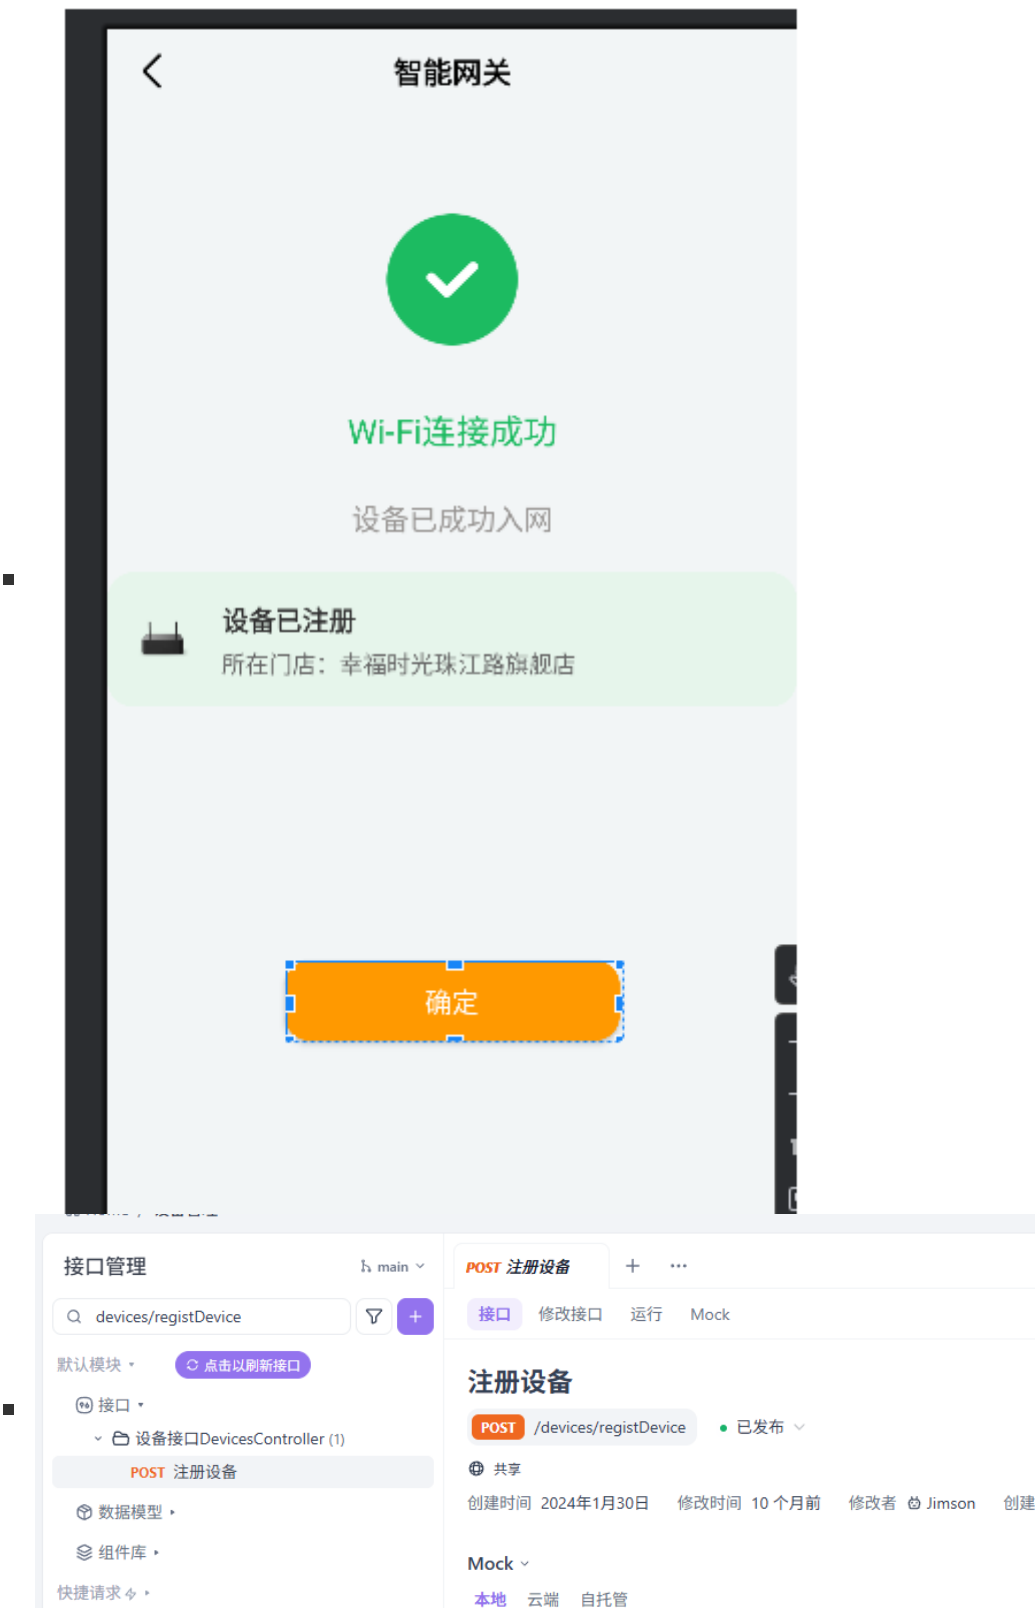 智能网关
Wi-Fi连接成功
设备已成功入网
设备已注册
所在门店：幸福时光珠江路旗舰店
确定
接口管理
main
devices/registDevice
默认模块
点击以刷新接口
接口
设备接口DevicesController (1)
POST 注册设备
数据模型
组件库
快捷请求
POST 注册设备
接口 修改接口 运行 Mock
注册设备
POST /devices/registDevice 已发布
共享
创建时间 2024年1月30日 修改时间 10 个月前 修改者 Jimson 创建
Mock
本地 云端 自托管